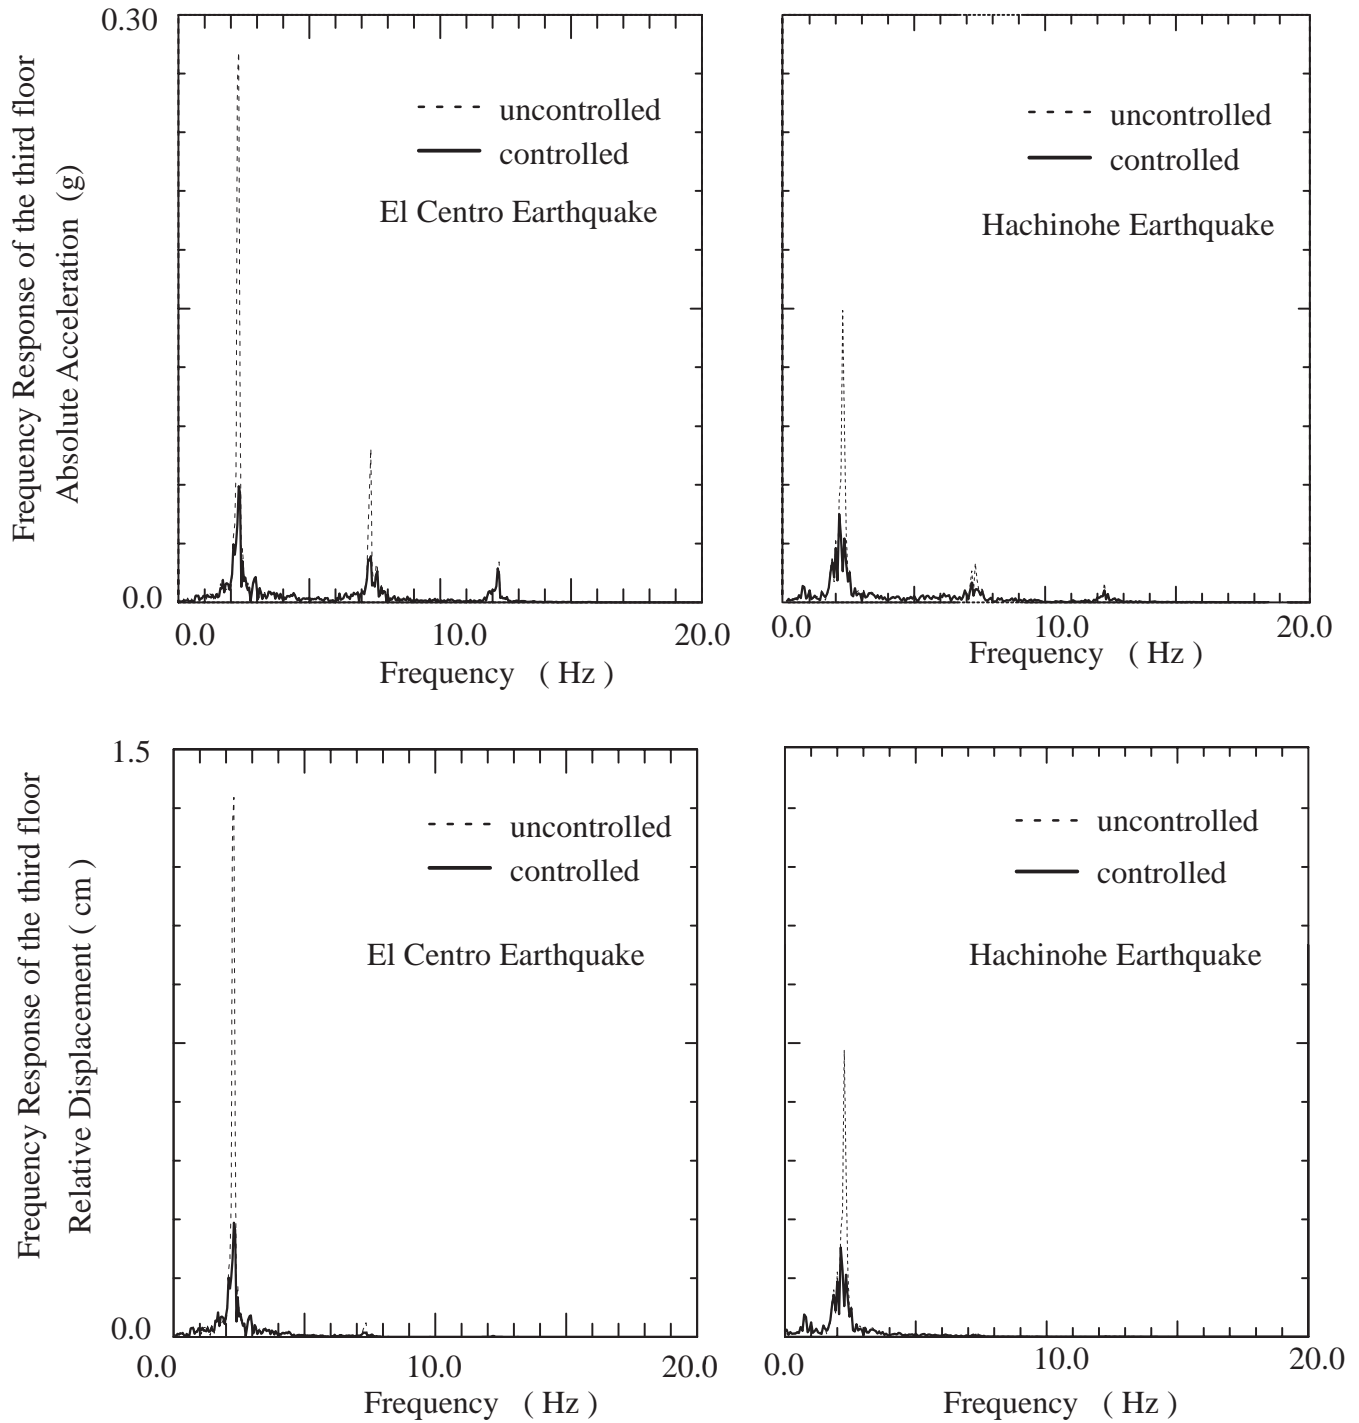 0.30
Frequency Response of the third floor
Absolute Acceleration (g)
uncontrolled
controlled
El Centro Earthquake
0.0
0.0
10.0
20.0
Frequency ( Hz )
uncontrolled
controlled
Hachinohe Earthquake
0.0
10.0
20.0
Frequency ( Hz )
1.5
Frequency Response of the third floor
Relative Displacement ( cm )
uncontrolled
controlled
El Centro Earthquake
0.0
0.0
10.0
20.0
Frequency ( Hz )
uncontrolled
controlled
Hachinohe Earthquake
0.0
10.0
20.0
Frequency ( Hz )